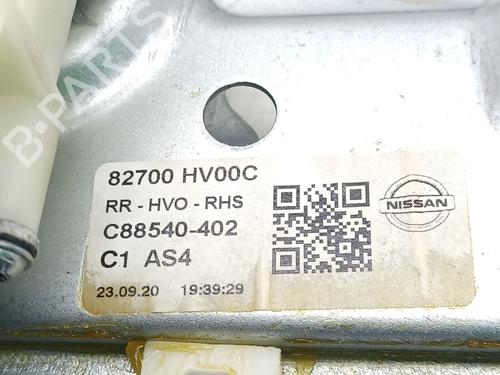 B-PARTS
82700 HV00C
RR - HVO - RHS
C88540-402
C1 AS4
23.09.20 19:39:29
NISSAN